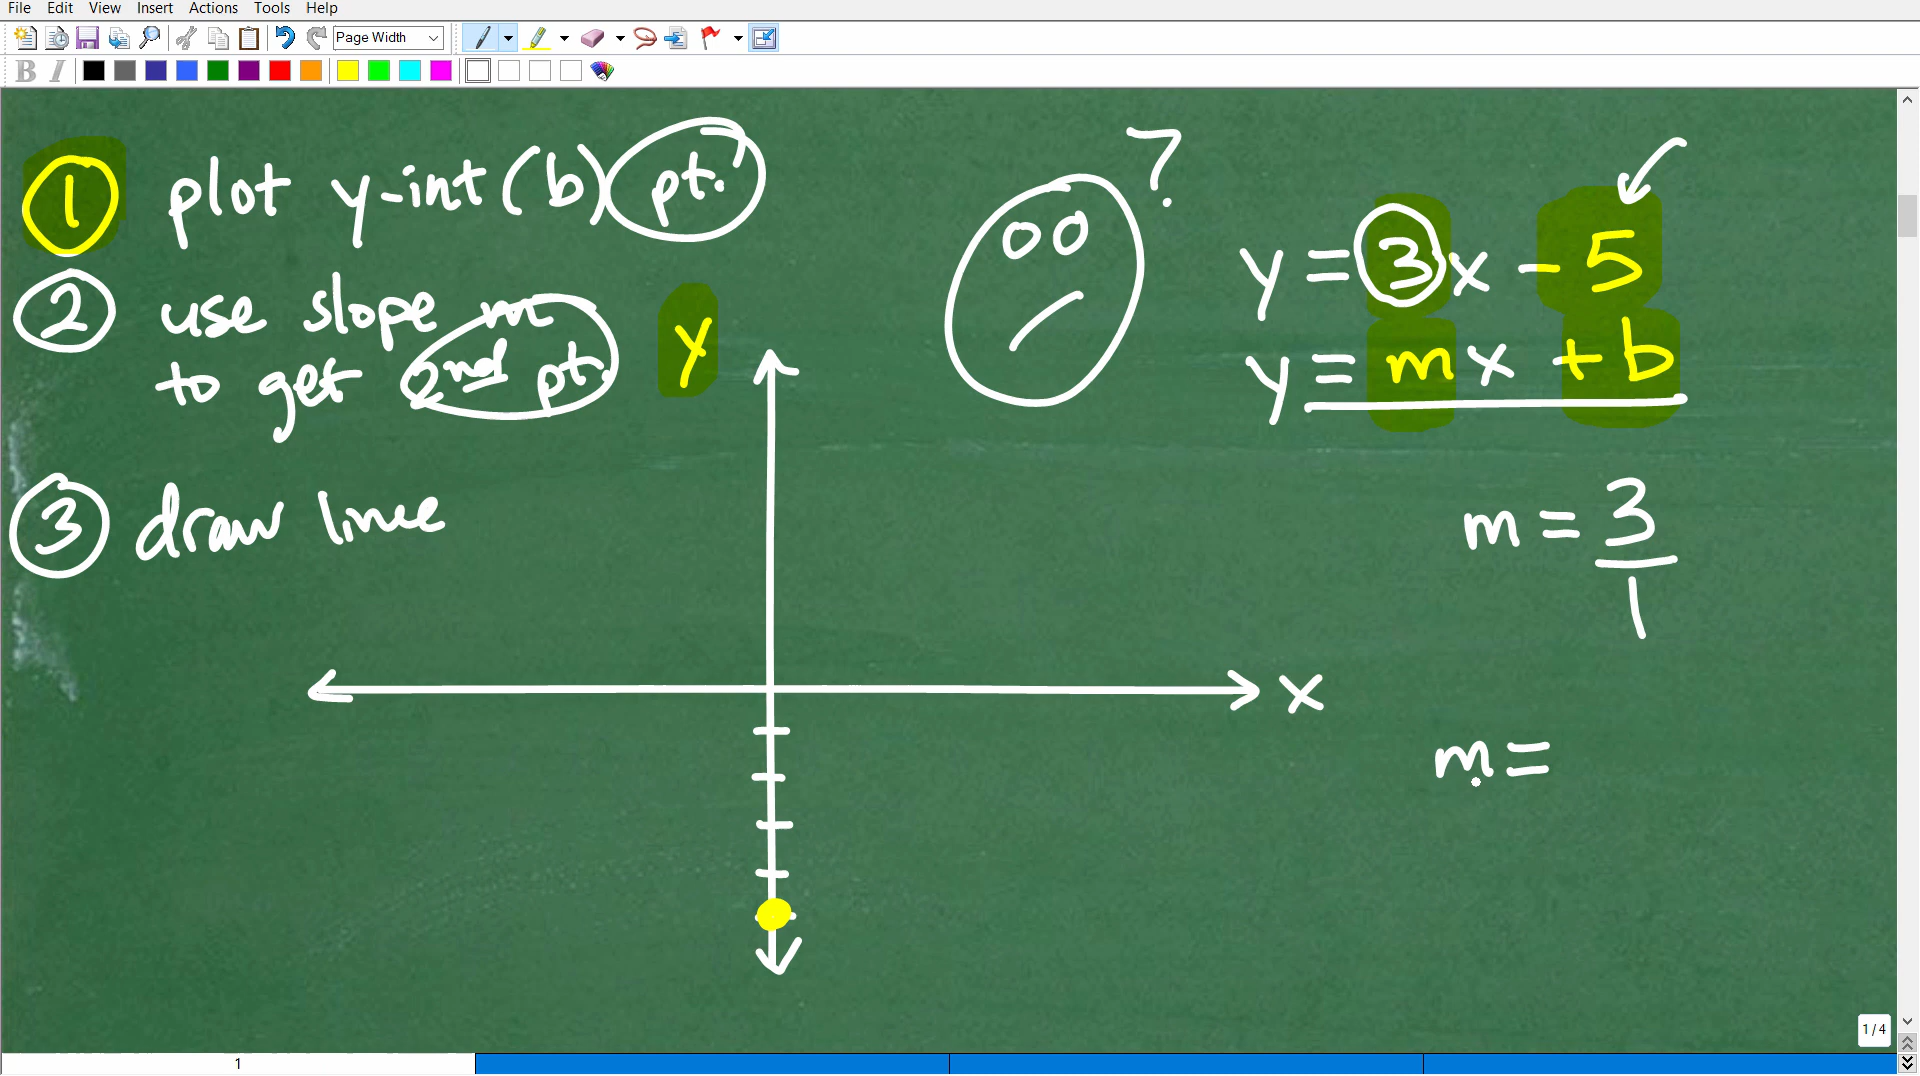 File Edit View Insert Actions Tools Help
Page Width
B I
1 plot y-int (b) pt.
2 use slope m
to get 2nd pt.
3 draw line
?
y = 3x - 5
y = mx + b
m = 3
1
y
x
m =
1 / 4
1